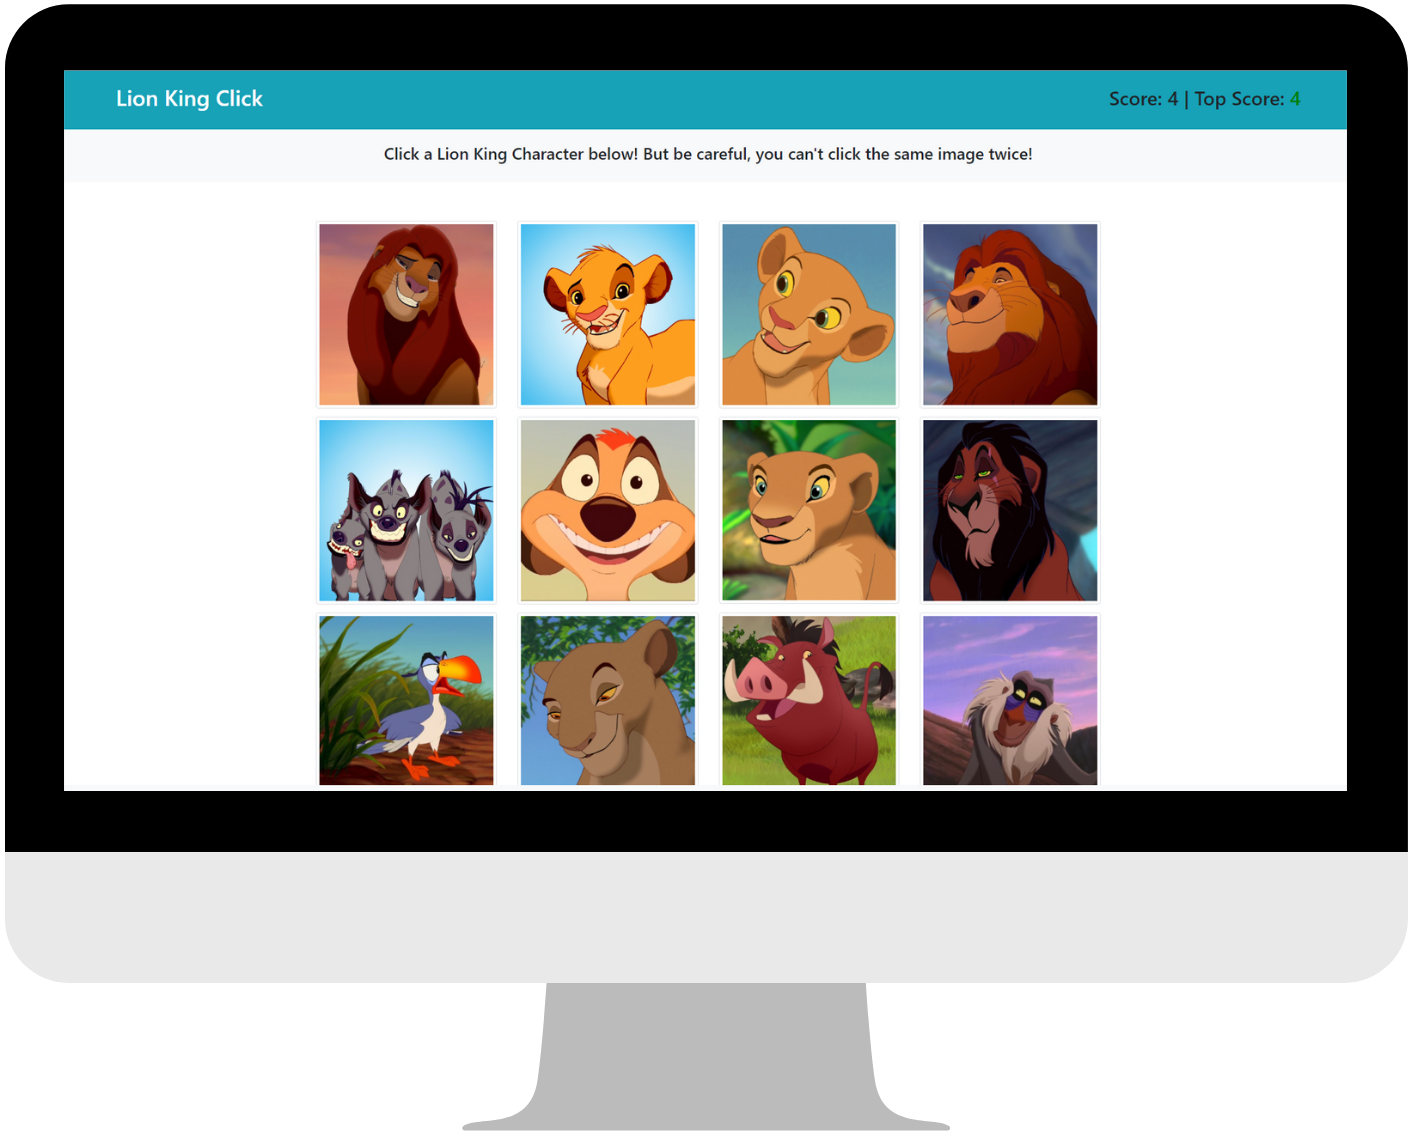 Lion King Click
Score: 4 | Top Score: 4
Click a Lion King Character below! But be careful, you can't click the same image twice!